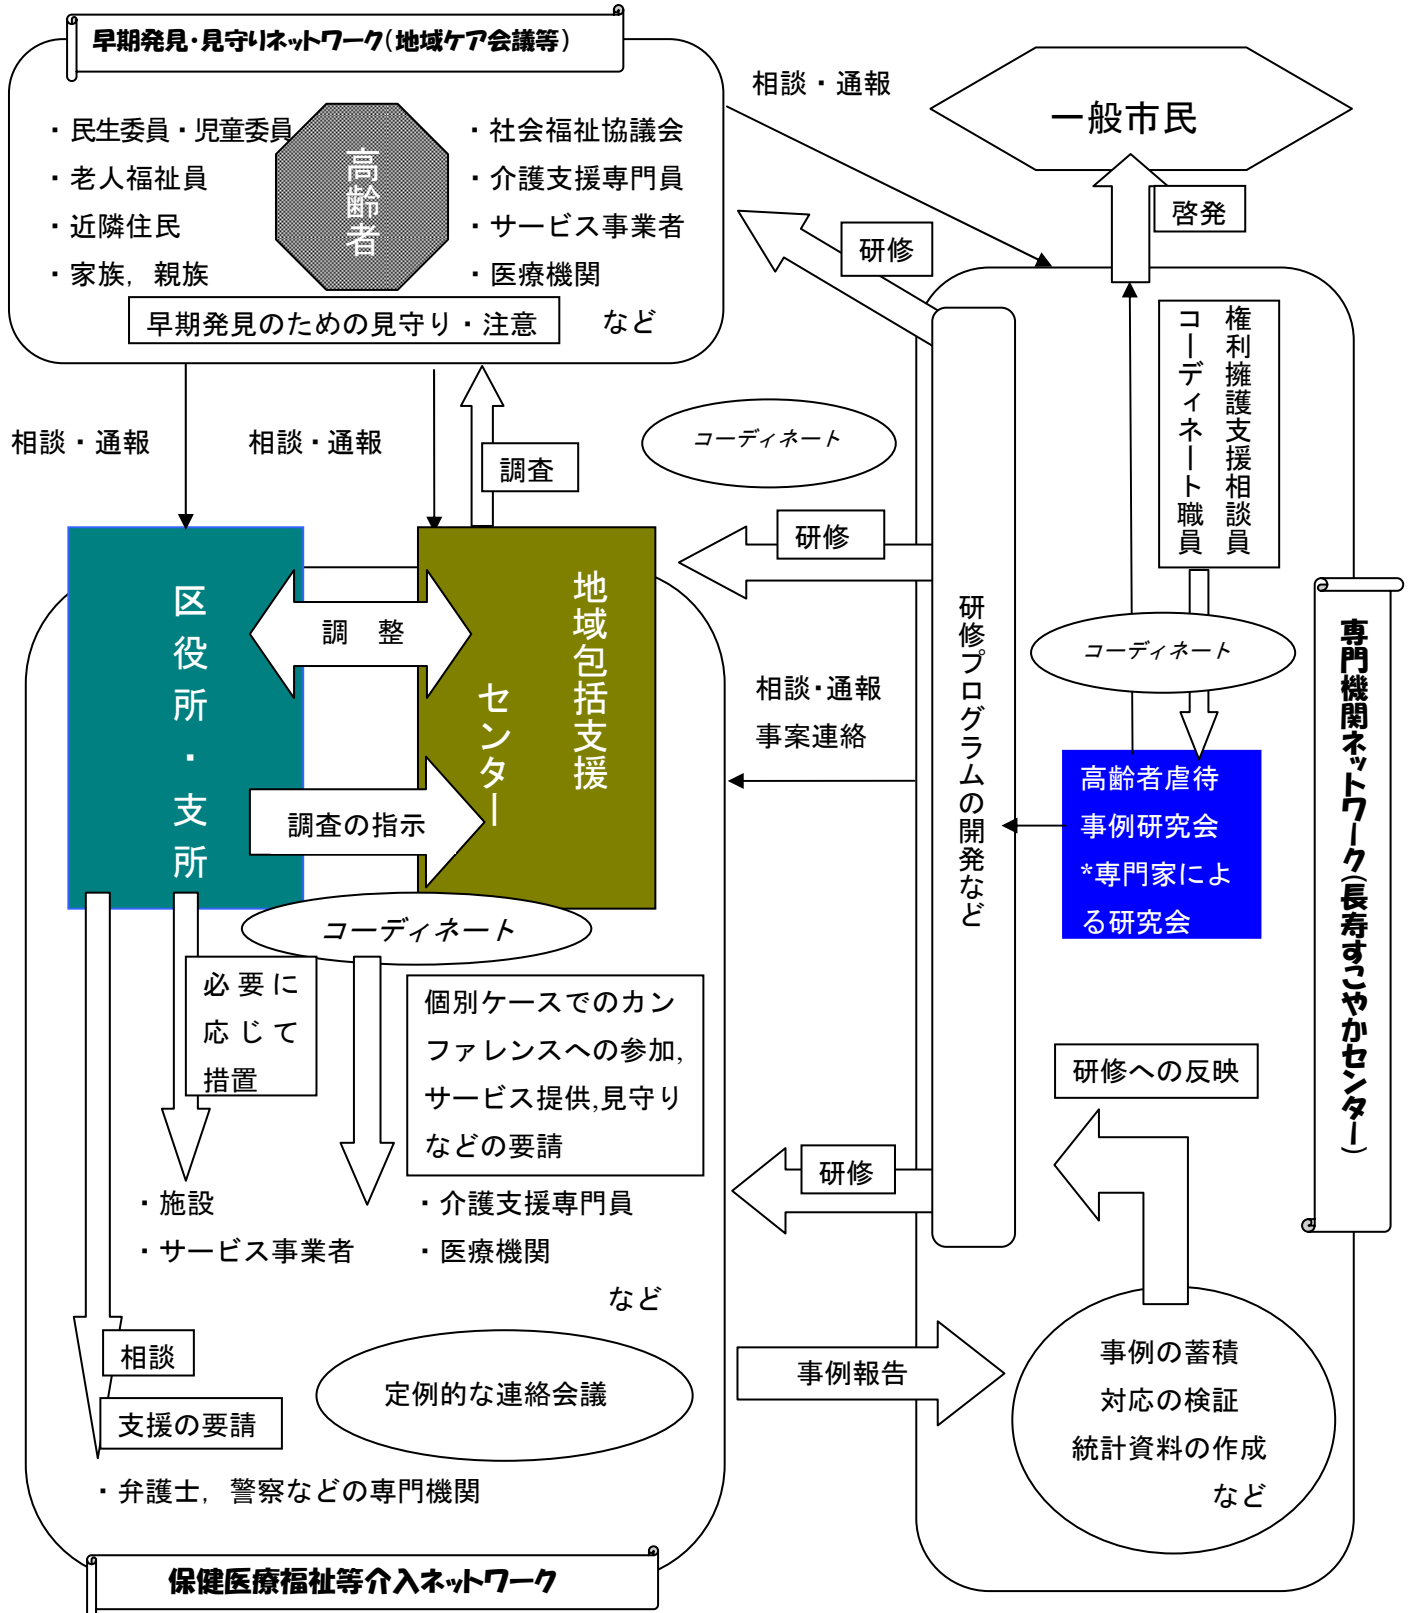 早期発見・見守りネットワーク(地域ケア会議等)
・民生委員・児童委員
・老人福祉員
・近隣住民
・家族，親族
高齢者
・社会福祉協議会
・介護支援専門員
・サービス事業者
・医療機関
など
早期発見のための見守り・注意
相談・通報
一般市民
啓発
研修
権利擁護支援相談員
コーディネート職員
相談・通報
相談・通報
調査
コーディネート
研修
区役所・支所
調　整
地域包括支援
センター
調査の指示
コーディネート
相談・通報
事案連絡
研修プログラムの開発など
コーディネート
高齢者虐待
事例研究会
*専門家によ
る研究会
専門機関ネットワーク(長寿すこやかセンター)
必要に
応じて
措置
個別ケースでのカン
ファレンスへの参加,
サービス提供,見守り
などの要請
研修への反映
研修
・施設
・サービス事業者
・介護支援専門員
・医療機関
など
相談
支援の要請
定例的な連絡会議
事例報告
事例の蓄積
対応の検証
統計資料の作成
など
・弁護士，警察などの専門機関
保健医療福祉等介入ネットワーク